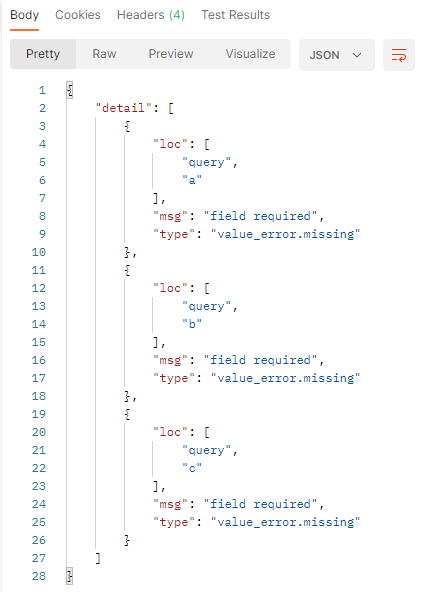 Body Cookies Headers (4) Test Results
Pretty Raw Preview Visualize JSON
1 {
2 "detail": [
3 {
4 "loc": [
5 "query",
6 "a"
7 ],
8 "msg": "field required",
9 "type": "value_error.missing"
10 },
11 {
12 "loc": [
13 "query",
14 "b"
15 ],
16 "msg": "field required",
17 "type": "value_error.missing"
18 },
19 {
20 "loc": [
21 "query",
22 "c"
23 ],
24 "msg": "field required",
25 "type": "value_error.missing"
26 }
27 ]
28 }